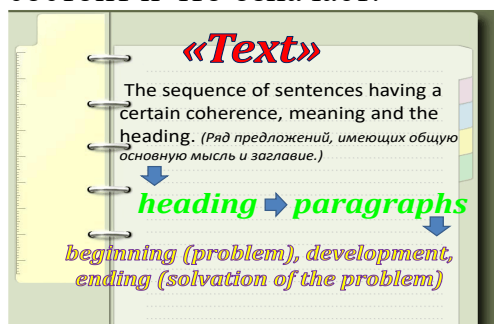 «Text»
The sequence of sentences having a
certain coherence, meaning and the
heading. (Ряд предложений, имеющих общую
основную мысль и заглавие.)
heading paragraphs
beginning (problem), development,
ending (solvation of the problem)